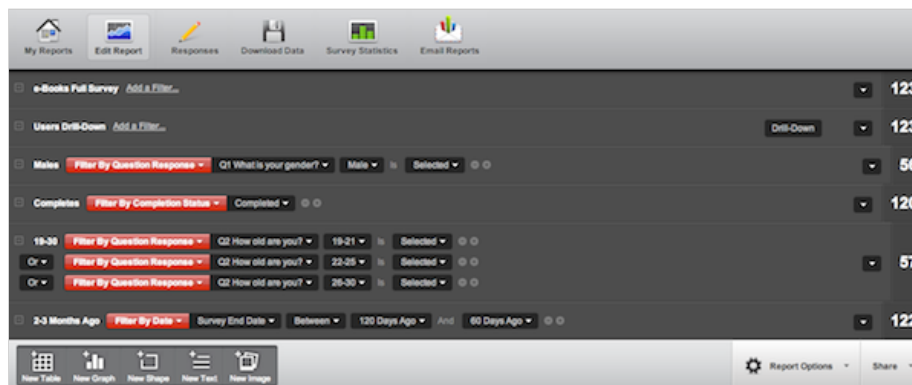 My Reports Edit Report Responses Download Data Survey Statistics Email Reports
e-Books Full Survey Add a Filter... 123
Users Drill-Down Add a Filter... Drill-Down 123
Males Filter By Question Response Q1 What is your gender? Male Is Selected
Completes Filter By Completion Status Completed 120
19-30 Filter By Question Response Q2 How old are you? 19-21 Is Selected
Or Filter By Question Response Q2 How old are you? 22-25 Is Selected 57
Or Filter By Question Response Q2 How old are you? 26-30 Is Selected
2-3 Months Ago Filter By Date Survey End Date Between 120 Days Ago And 60 Days Ago 122
New Table New Graph New Shape New Text New Image Report Options Share